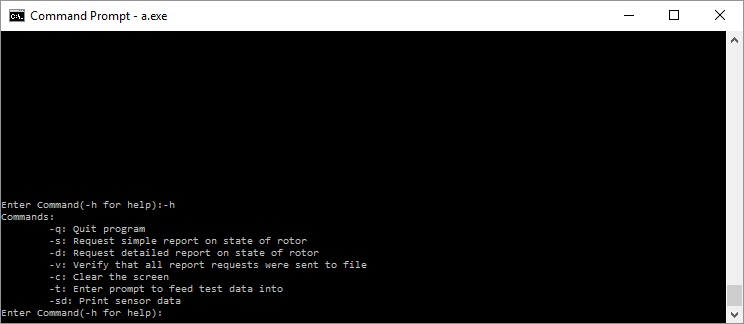 Command Prompt - a.exe
Enter Command(-h for help):-h
Commands:
-q: Quit program
-s: Request simple report on state of rotor
-d: Request detailed report on state of rotor
-v: Verify that all report requests were sent to file
-c: Clear the screen
-t: Enter prompt to feed test data into
-sd: Print sensor data
Enter Command(-h for help):